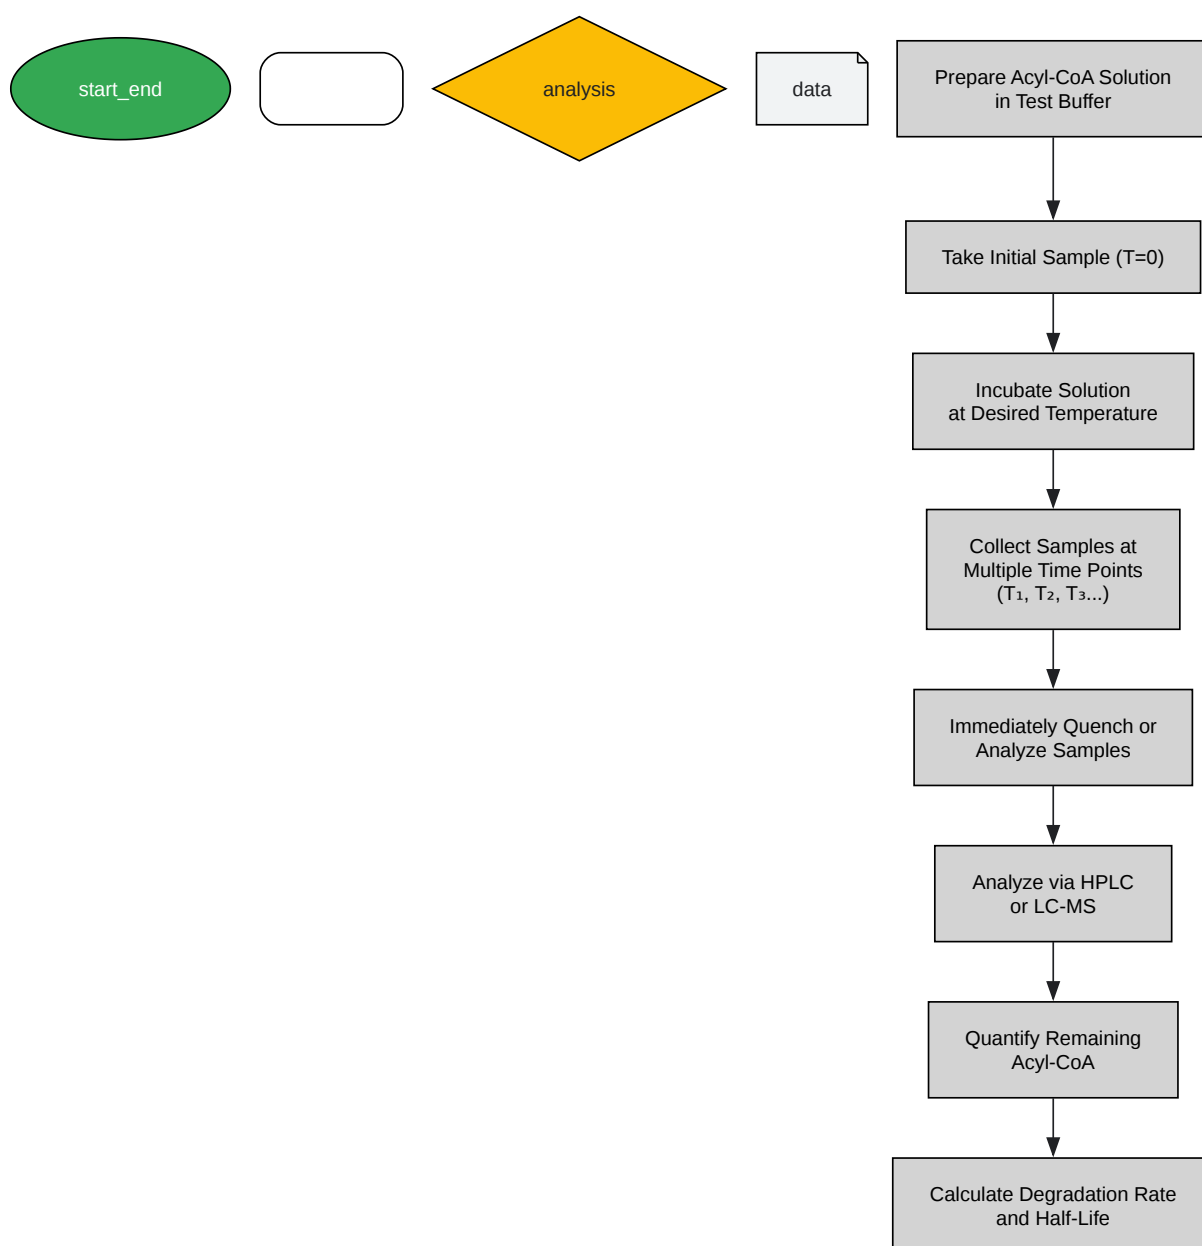 start_end
analysis
data
Prepare Acyl-CoA Solution
in Test Buffer
Take Initial Sample (T=0)
Incubate Solution
at Desired Temperature
Collect Samples at
Multiple Time Points
(T₁, T₂, T₃...)
Immediately Quench or
Analyze Samples
Analyze via HPLC
or LC-MS
Quantify Remaining
Acyl-CoA
Calculate Degradation Rate
and Half-Life